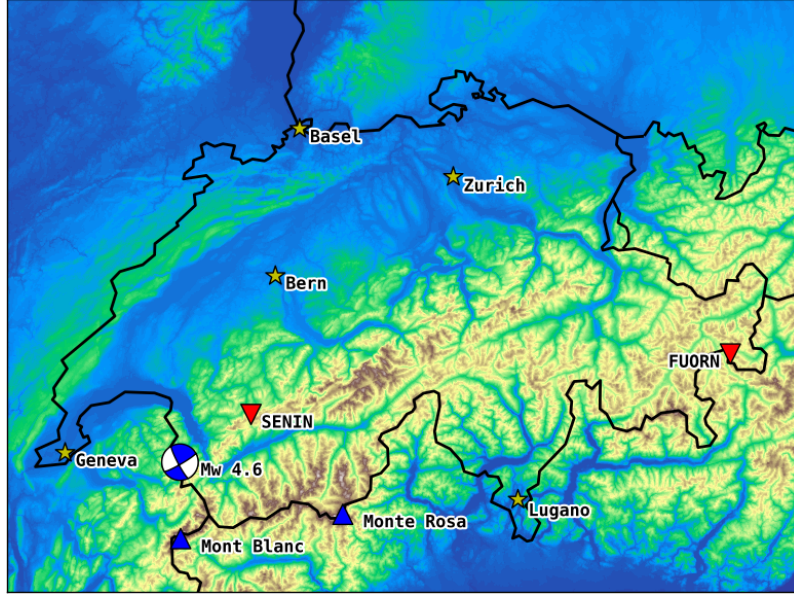 Basel
Zurich
Bern
FUORN
SENIN
Geneva
Mw 4.6
Monte Rosa
Lugano
Mont Blanc